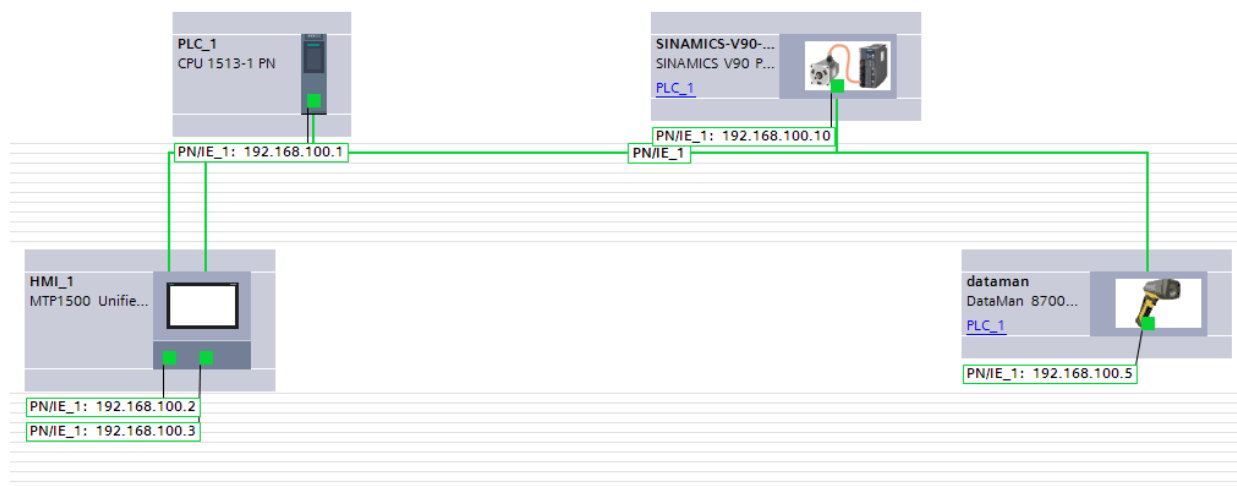 PLC_1
CPU 1513-1 PN
SINAMICS-V90-...
SINAMICS V90 P...
PLC_1
PN/IE_1: 192.168.100.10
PN/IE_1: 192.168.100.1
PN/IE_1
HMI_1
MTP1500 Unifie...
dataman
DataMan 8700...
PLC_1
PN/IE_1: 192.168.100.5
PN/IE_1: 192.168.100.2
PN/IE_1: 192.168.100.3